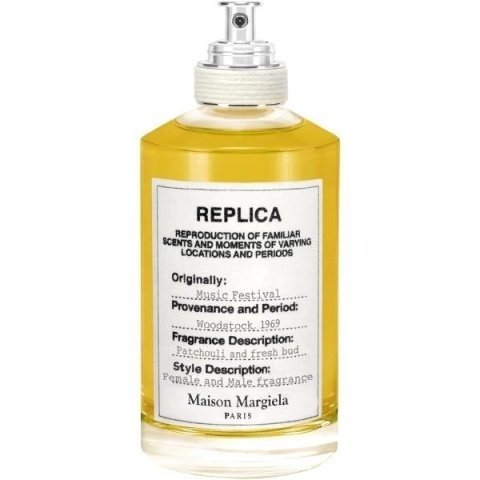 REPLICA
REPRODUCTION OF FAMILIAR
SCENTS AND MOMENTS OF VARYING
LOCATIONS AND PERIODS
Originally:
Music Festival
Provenance and Period:
Woodstock, 1969
Fragrance Description:
Patchouli and fresh bud
Style Description:
Female and Male fragrance
Maison Margiela
PARIS